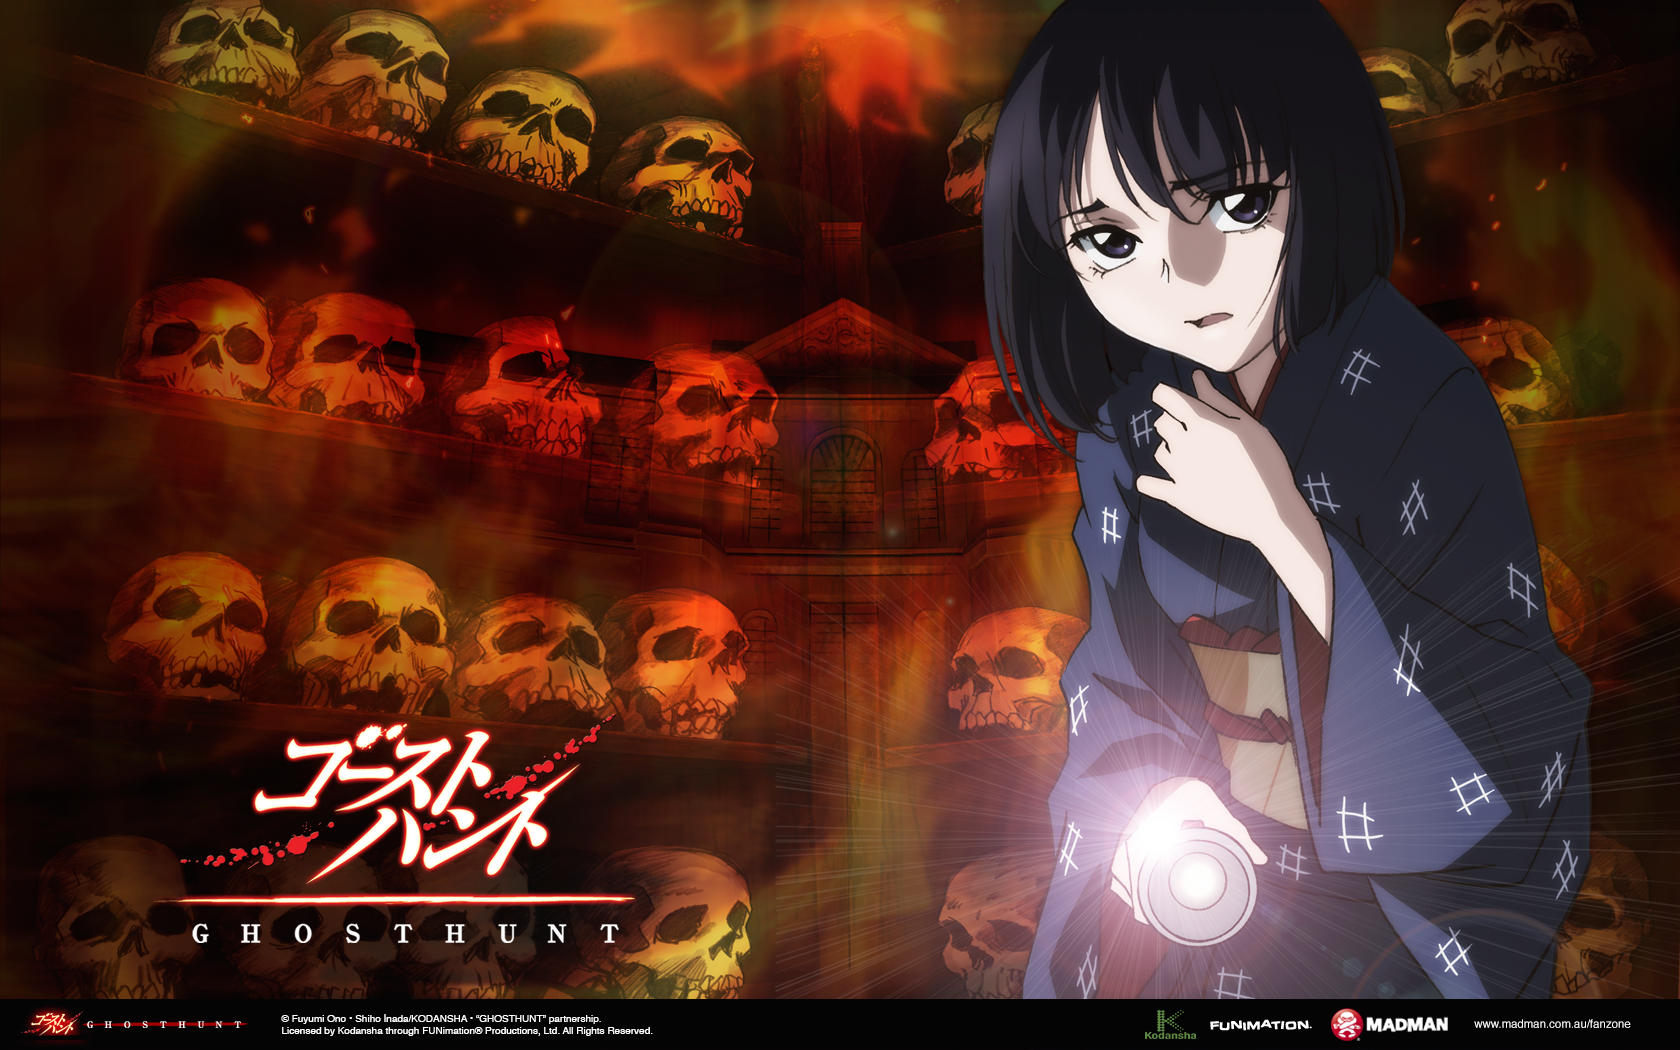 ゴースト
ハント
GHOSTHUNT
ゴースト
ハント
GHOSTHUNT
© Fuyumi Ono • Shiho İnada/KODANSHA • “GHOSTHUNT” partnership.
Licensed by Kodansha through FUNimation® Productions, Ltd. All Rights Reserved.
K
Kodansha
FUNIMATION.
MADMAN
www.madman.com.au/fanzone